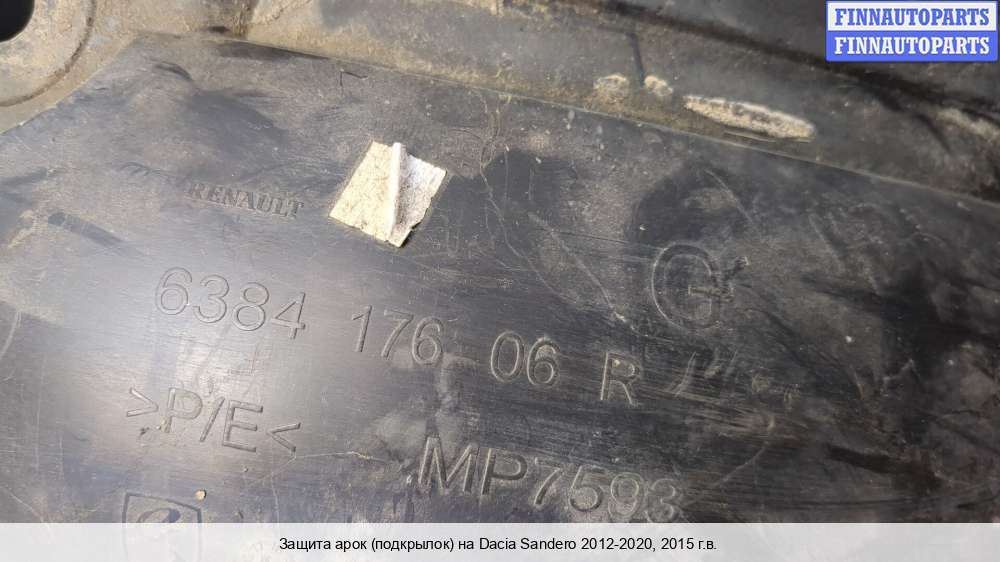 FINNAUTOPARTS
FINNAUTOPARTS
RENAULT
6384 176 06 R
>P/E<
MP7593
Защита арок (подкрылок) на Dacia Sandero 2012-2020, 2015 г.в.